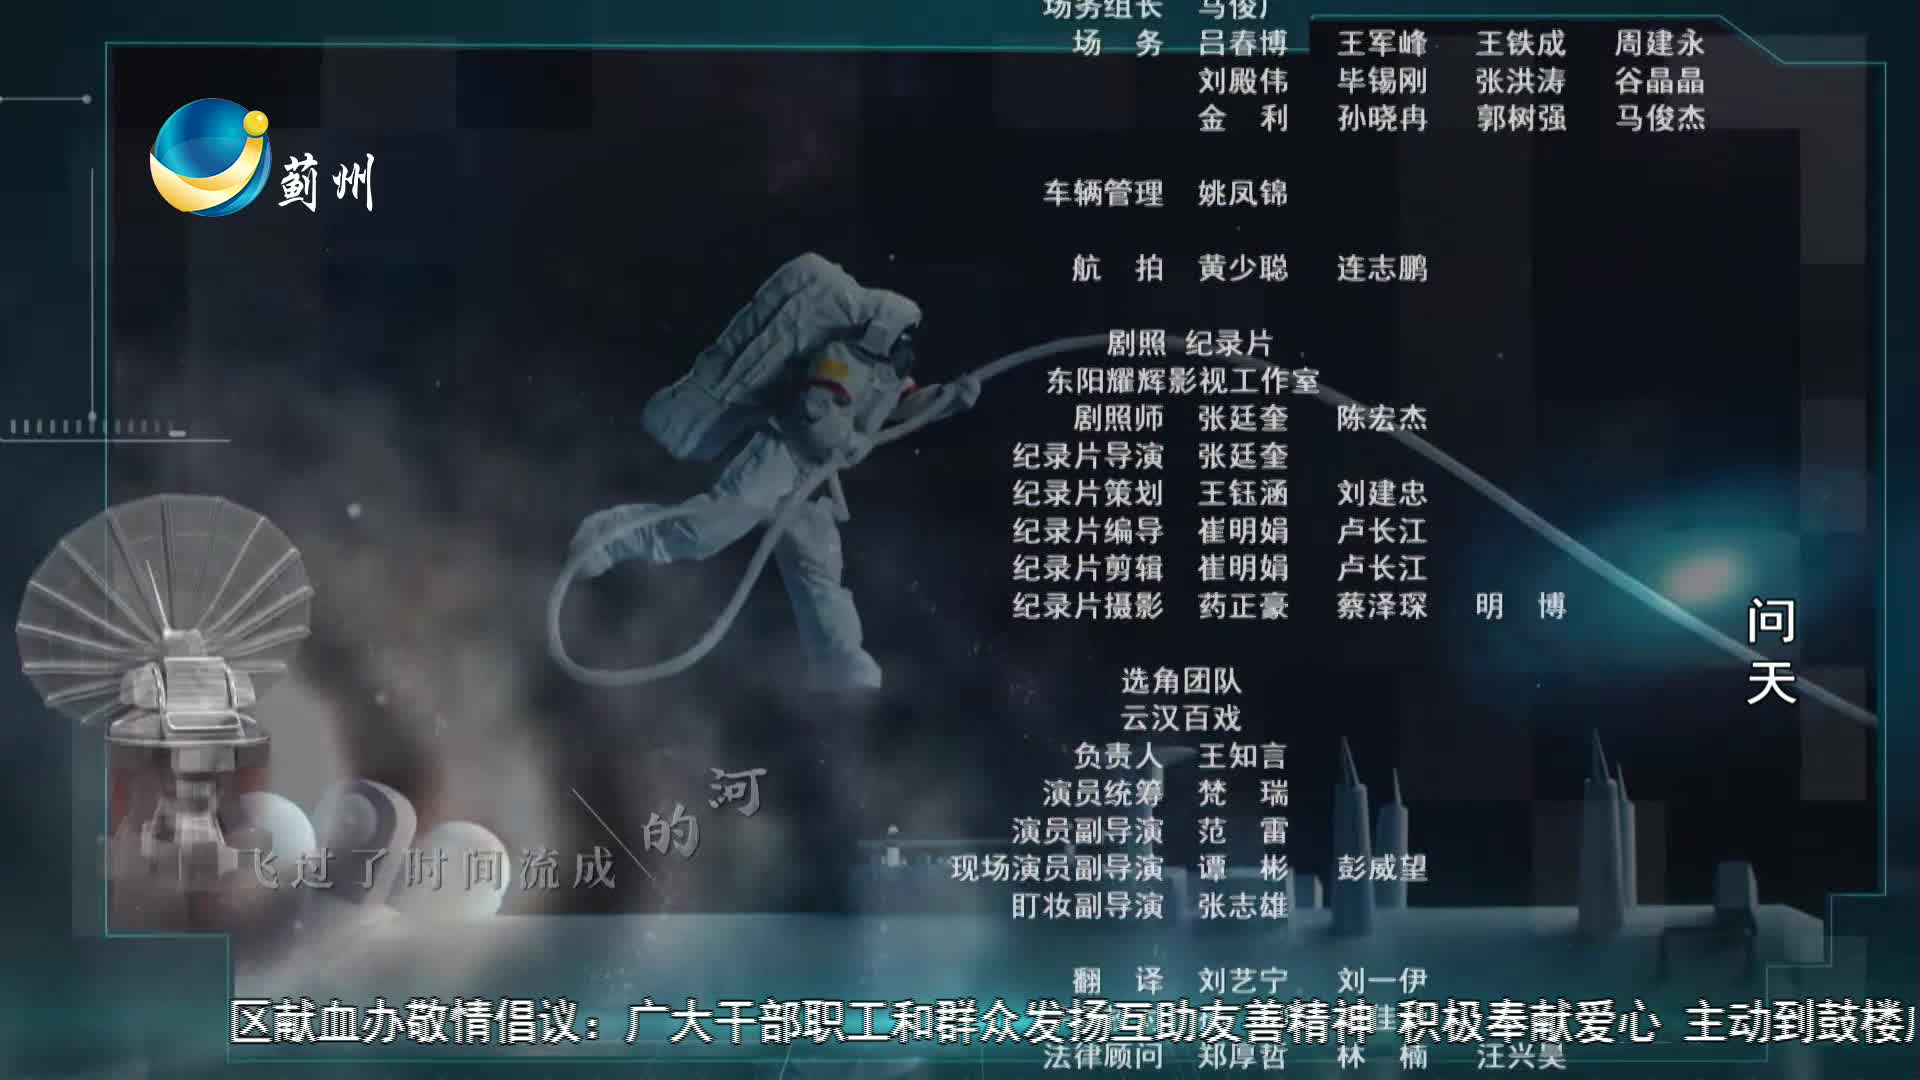 场务组长 马俊广
场 务 吕春博 王军峰 王铁成 周建永
刘殿伟 毕锡刚 张洪涛 谷晶晶
金 利 孙晓冉 郭树强 马俊杰
蓟州
车辆管理 姚凤锦
航 拍 黄少聪 连志鹏
剧照 纪录片
东阳耀辉影视工作室
剧照师 张廷奎 陈宏杰
纪录片导演 张廷奎
纪录片策划 王钰涵 刘建忠
纪录片编导 崔明娟 卢长江
纪录片剪辑 崔明娟 卢长江
纪录片摄影 药正豪 蔡泽琛 明 博
问天
选角团队
云汉百戏
负责人 王知言
演员统筹 梵 瑞
演员副导演 范 雷
现场演员副导演 谭 彬 彭威望
盯妆副导演 张志雄
飞过了时间流成
的河
翻 译 刘艺宁 刘一伊
区献血办敬情倡议：广大干部职工和群众发扬互助友善精神 积极奉献爱心 主动到鼓楼
法律顾问 郑厚哲 林 楠 汪兴昊